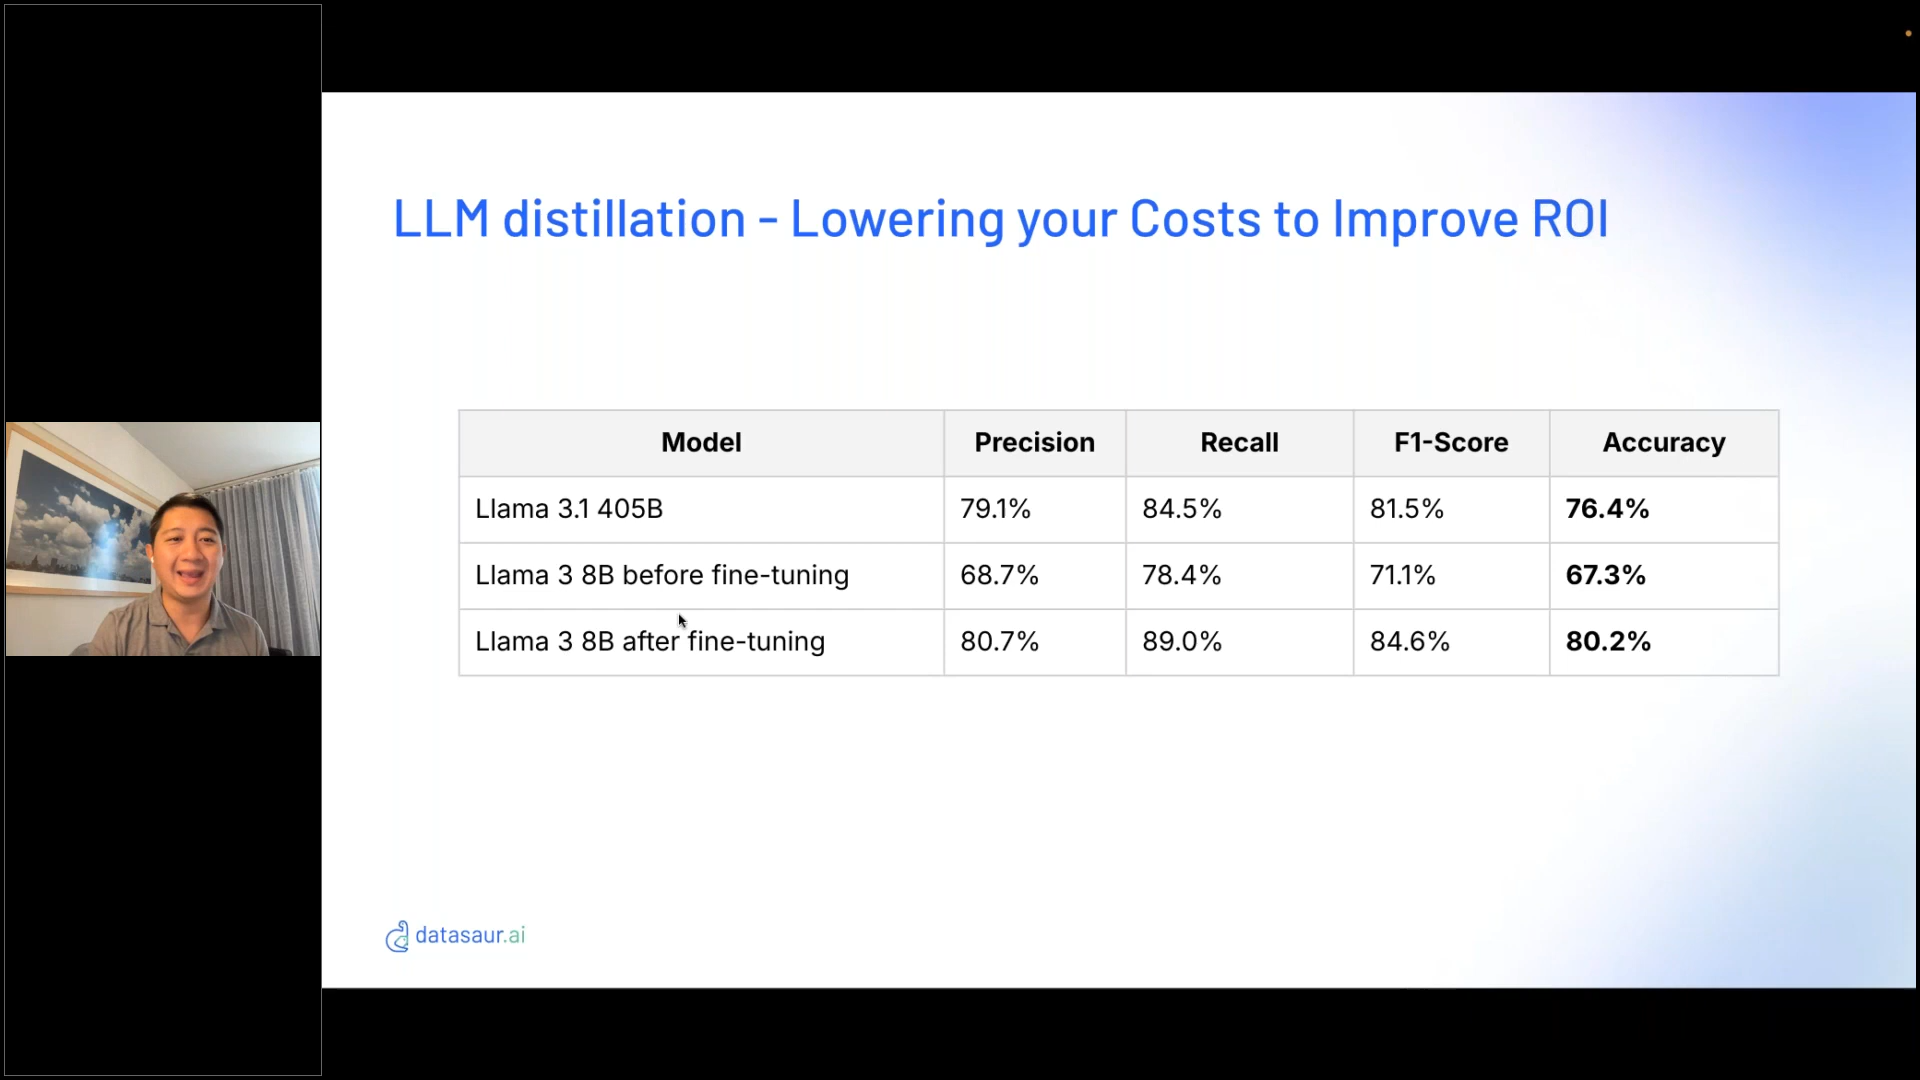 LLM distillation - Lowering your Costs to Improve ROI
Model Precision Recall F1-Score Accuracy
Llama 3.1 405B 79.1% 84.5% 81.5% 76.4%
Llama 3 8B before fine-tuning 68.7% 78.4% 71.1% 67.3%
Llama 3 8B after fine-tuning 80.7% 89.0% 84.6% 80.2%
datasaur.ai